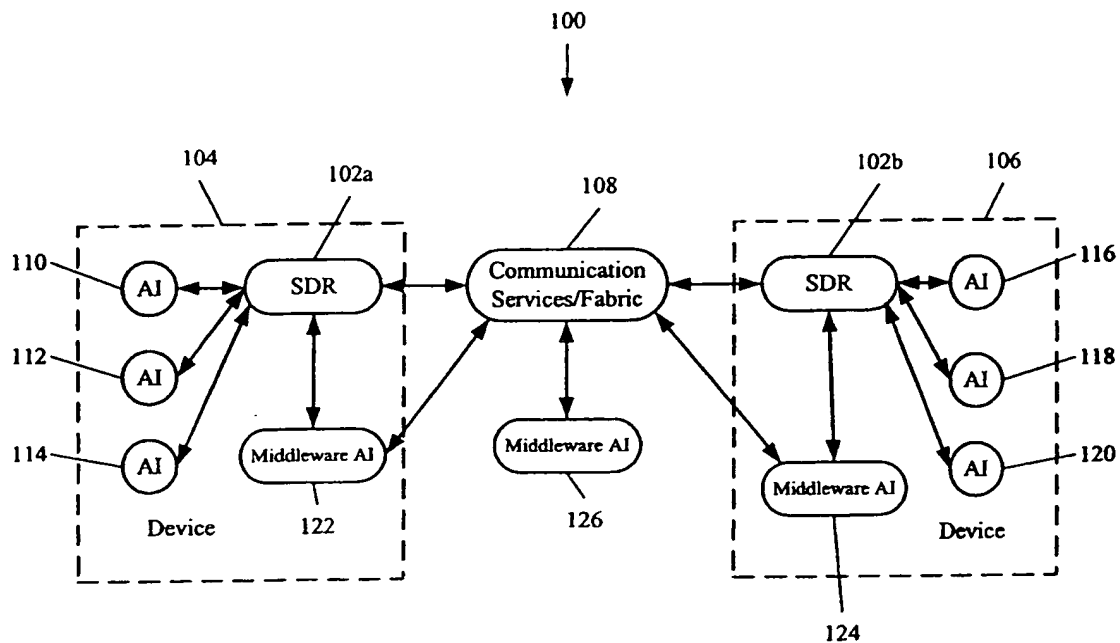 100
104
102a
108
102b
106
110
AI
SDR
Communication
Services/Fabric
SDR
AI
116
112
AI
AI
118
114
AI
Middleware AI
Middleware AI
Middleware AI
AI
120
Device
122
126
Device
124